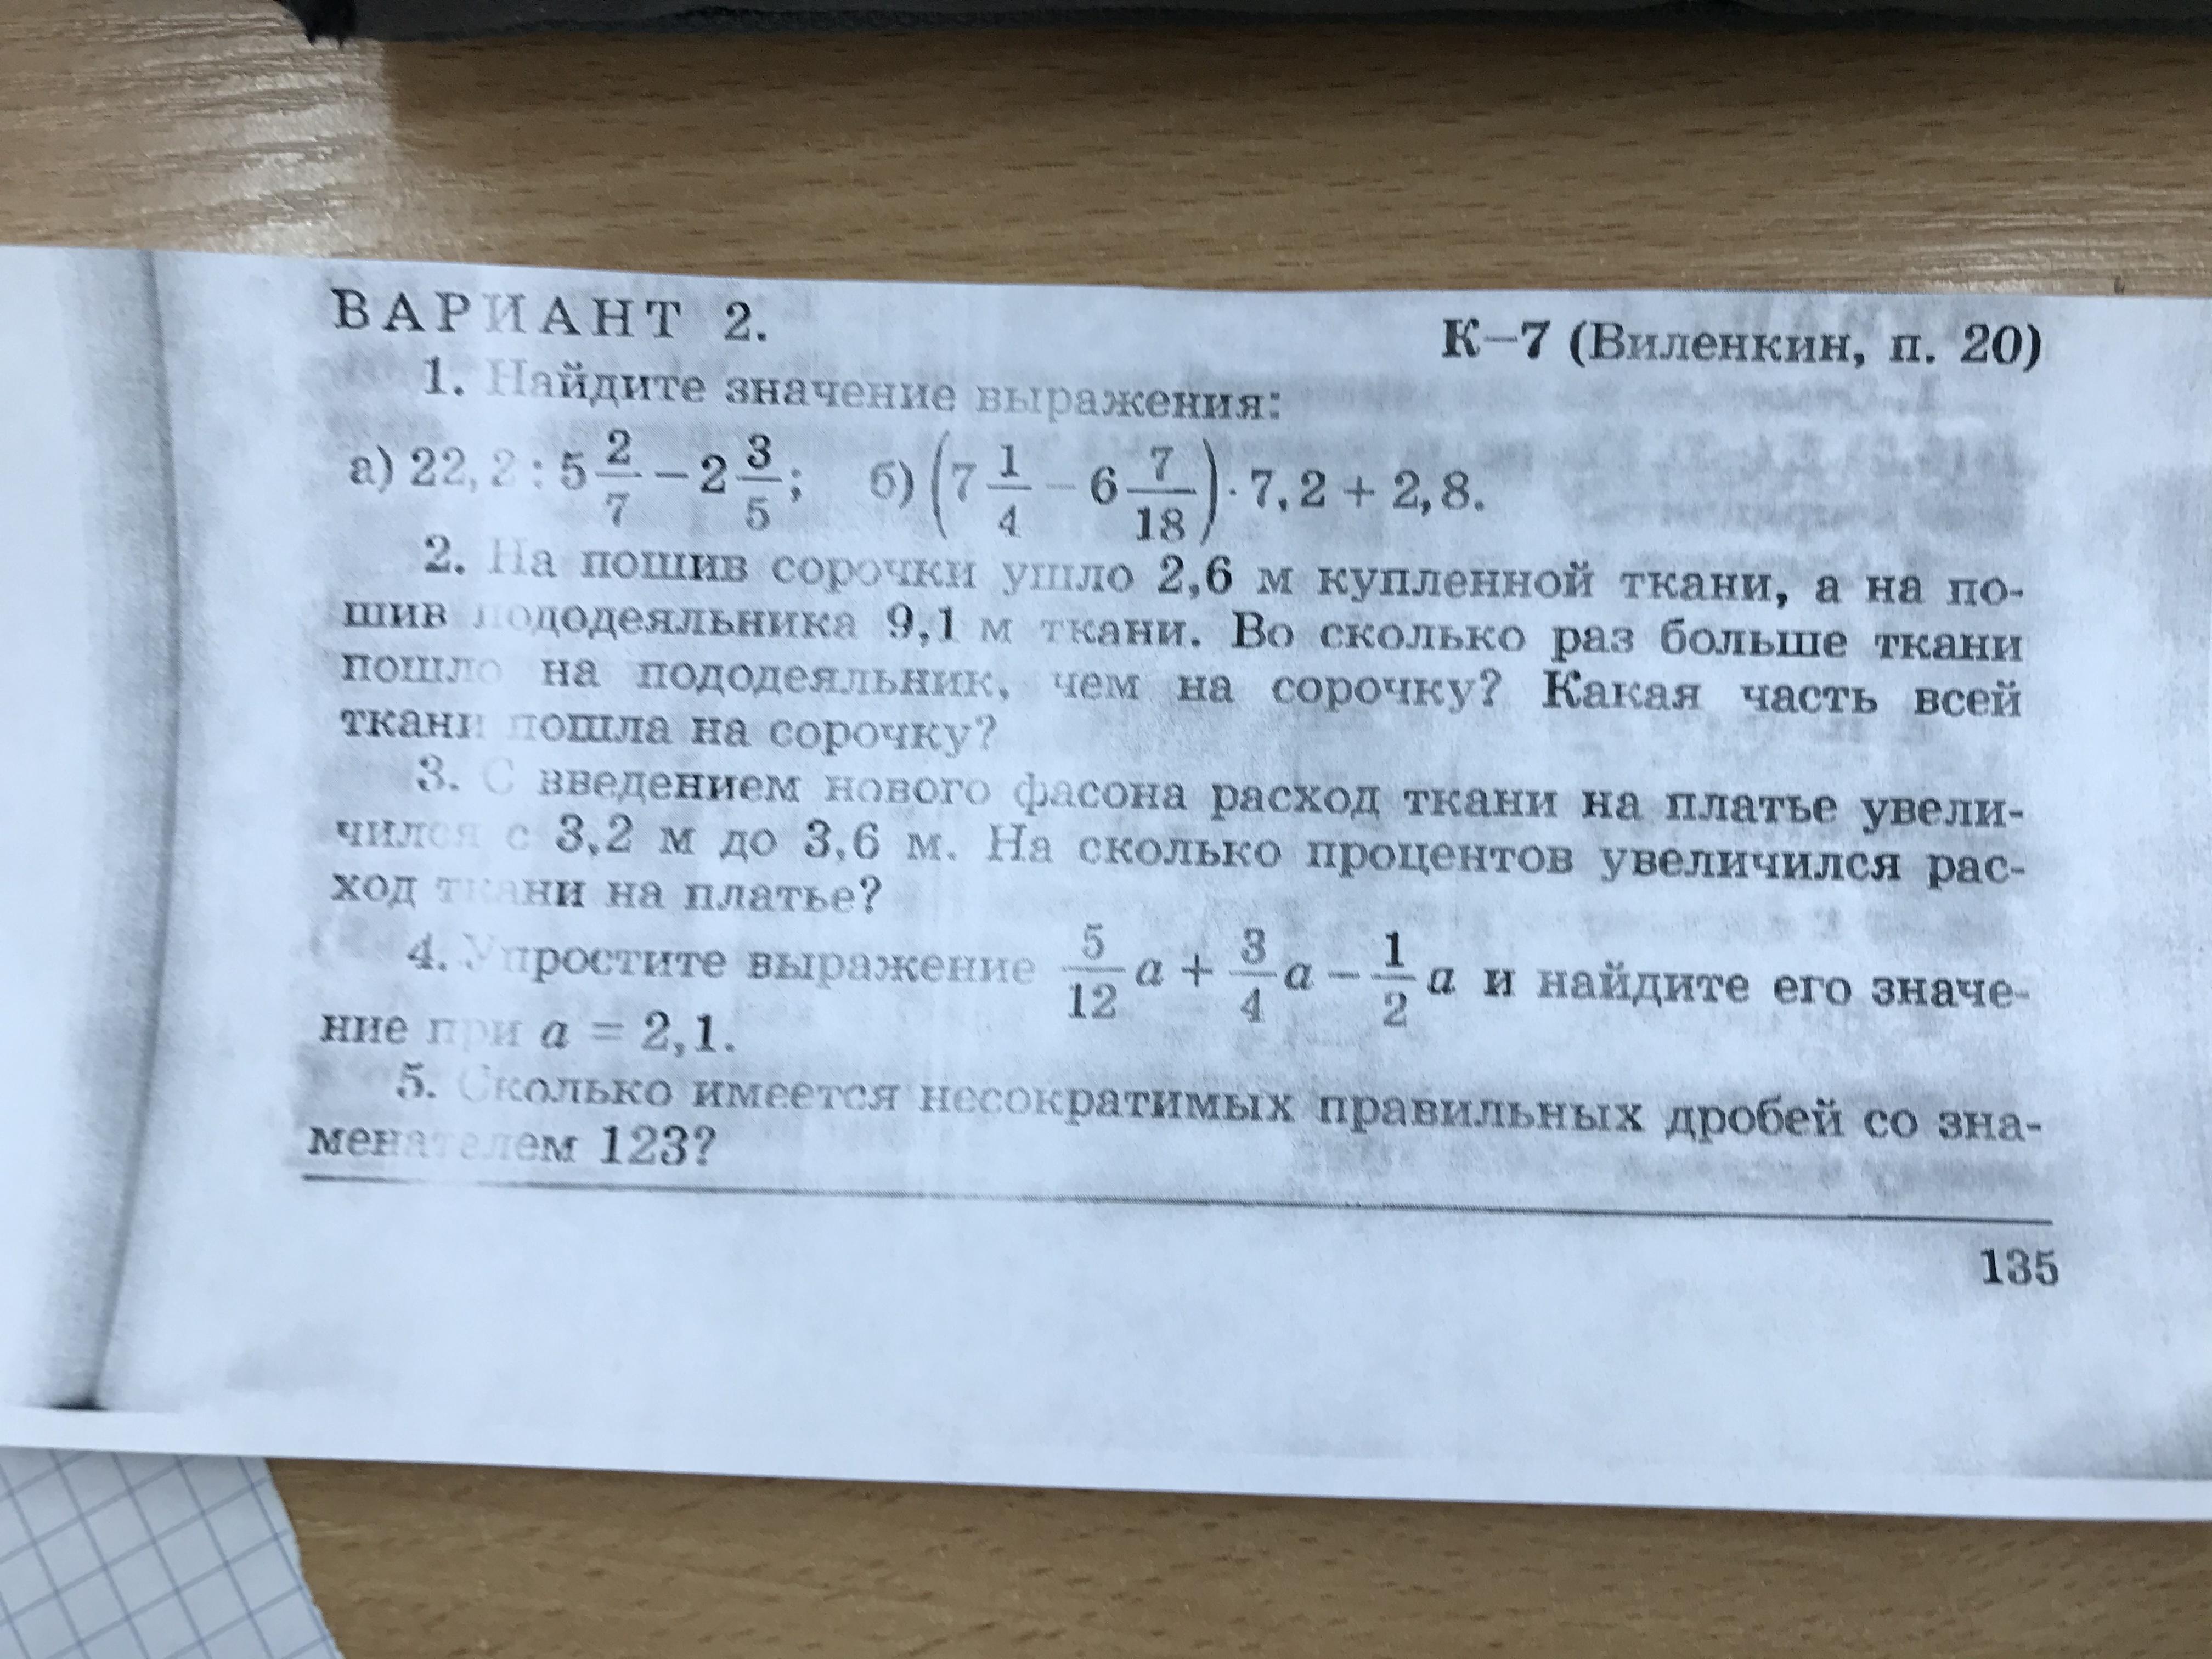 ВАРИАНТ 2. К–7 (Виленкин, п. 20)
1. Найдите значение выражения:
а) 22,2 : 5 2/7 – 2 3/5; б) (7 1/4 – 6 7/18) · 7,2 + 2,8.
2. На пошив сорочки ушло 2,6 м купленной ткани, а на по-
шив пододеяльника 9,1 м ткани. Во сколько раз больше ткани
пошло на пододеяльник, чем на сорочку? Какая часть всей
ткани пошла на сорочку?
3. С введением нового фасона расход ткани на платье увели-
чился с 3,2 м до 3,6 м. На сколько процентов увеличился рас-
ход ткани на платье?
4. Упростите выражение 5/12 a + 3/4 a – 1/2 a и найдите его значе-
ние при a = 2,1.
5. Сколько имеется несократимых правильных дробей со зна-
менателем 123?
135